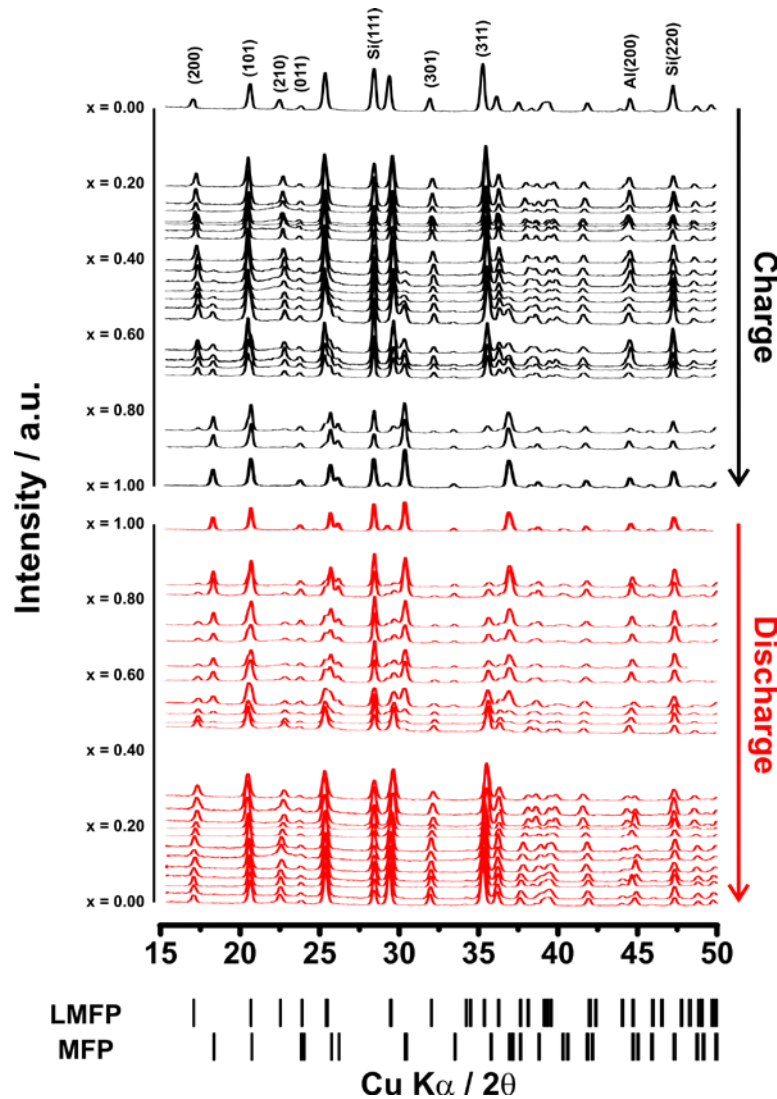 (200)
(101)
(210)
(011)
Si(111)
(301)
(311)
Al(200)
Si(220)
x = 0.00
x = 0.20
x = 0.40
x = 0.60
x = 0.80
x = 1.00
x = 1.00
x = 0.80
x = 0.60
x = 0.40
x = 0.20
x = 0.00
Intensity / a.u.
Charge
Discharge
15 20 25 30 35 40 45 50
LMFP
MFP
Cu Kα / 2θ